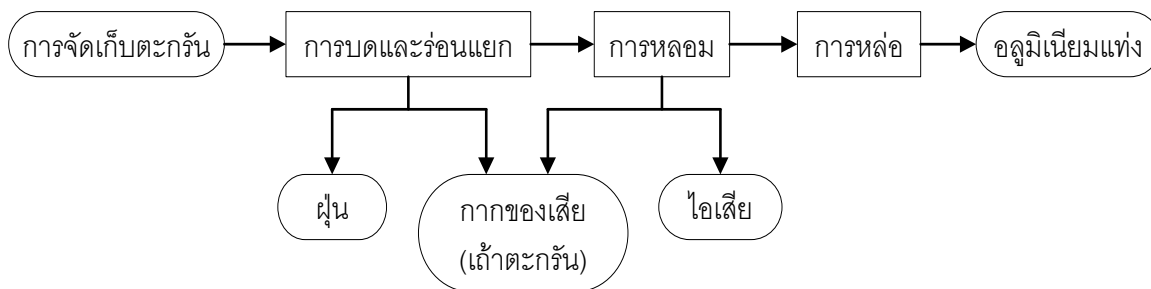 การจัดเก็บตะกรัน
การบดและร่อนแยก
การหลอม
การหล่อ
อลูมิเนียมแท่ง
ฝุ่น
กากของเสีย
(เถ้าตะกรัน)
ไอเสีย